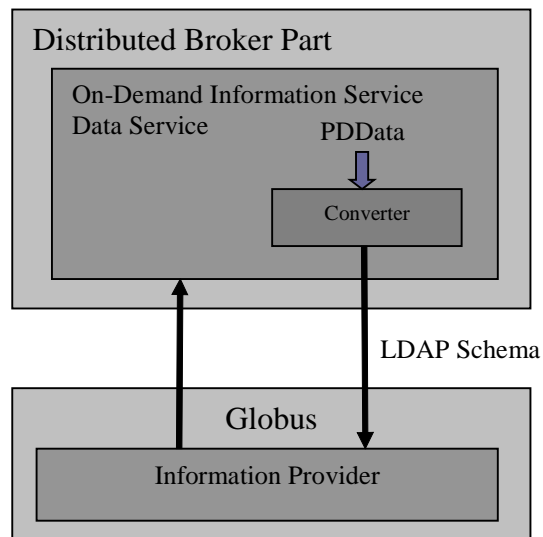 Distributed Broker Part
On-Demand Information Service
Data Service
PDData
Converter
LDAP Schema
Globus
Information Provider